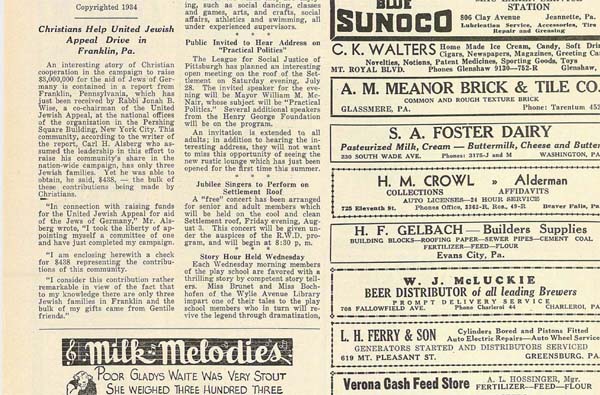 Copyrighted 1934
Christians Help United Jewish
Appeal Drive in
Franklin, Pa.
An interesting story of Christian
cooperation in the campaign to raise
$3,000,000 for the aid of Jews of Ger-
many is contained in a report from
Franklin, Pennsylvania, which has
just been received by Rabbi Jonah B.
Wise, a co-chairman of the United
Jewish Appeal, at the national offices
of the organization in the Pershing
Square Building, New York City. This
community, according to the writer of
the report, Carl H. Alsberg who as-
sumed the leadership in this effort to
raise his community's share in the
nation-wide campaign, has only three
Jewish families. Yet he was able to
obtain, he said, $438, — the bulk of
these contributions being made by
Christians.
"In connection with raising funds
for the United Jewish Appeal for aid
of the Jews of Germany," Mr. Als-
berg wrote, "I took the liberty of ap-
pointing myself a committee of one
and have just completed my campaign.
"I am enclosing herewith a check
for $438 representing the contribu-
tions of this community.
"I consider this contribution rather
remarkable in view of the fact that
to my knowledge there are only three
Jewish families in Franklin and the
bulk of my gifts came from Gentile
friends."
ing, such as social dancing, classes
and games, arts, and crafts, social
affairs, athletics and swimming, all
under experienced supervisors.
* * *
Public Invited to Hear Address on
"Practical Politics"
The League for Social Justice of
Pittsburgh has planned an interesting
open meeting on the roof of the Set-
tlement on Saturday evening, July
28. The invited speaker for the eve-
ning will be Mayor William M. Mc-
Nair, whose subject will be "Practical
Politics." Several additional speakers
from the Henry George Foundation
will be on the program.
An invitation is extended to all
adults; in addition to hearing the in-
teresting address, they will not want
to miss this opportunity of seeing the
new rustic lounge which has just been
opened for the first time this summer.
* * *
Jubilee Singers to Perform on
Settlement Roof
A "free" concert has been arranged
for senior and adult members which
will be held on the cool and clean
Settlement roof, Friday evening, Aug-
ust 3. This concert will be given un-
der the auspices of the R.W.D. pro-
gram, and will begin at 8:30 p. m.
* * *
Story Hour Held Wednesday
Each Wednesday morning members
of the play school are favored with a
thrilling story by competent story tell-
ers. Miss Brunet and Miss Boch-
hofen of the Wylie Avenue Library
impart one of their tales to the play
school members who in turn will re-
vive the legend through dramatization,
Milk Melodies
POOR GLADYS WAITE WAS VERY STOUT
SHE WEIGHED THREE HUNDRED THREE
BLUE
SUNOCO
STATION
806 Clay Avenue Jeannette, Pa.
Lubrication Service, Accessories, Tire
Repair and Greasing
C. K. WALTERS Home Made Ice Cream, Candy, Soft Dri
Cigars, Newspapers, Magazines, Greeting Ca
Novelties, Notions, Patent Medicines, Sporting Goods, Toys
MT. ROYAL BLVD. Phones Glenshaw 9130—752-R Glenshaw,
A. M. MEANOR BRICK & TILE CO.
COMMON AND ROUGH TEXTURE BRICK
GLASSMERE, PA. Phone: Tarentum 452
S. A. FOSTER DAIRY
Pasteurized Milk, Cream — Buttermilk, Cheese and Butter
230 SOUTH WADE AVE. Phones: 3175-J and M WASHINGTON, PA
H. M. CROWL » Alderman
COLLECTIONS AFFIDAVITS
AUTO LICENSES—24 HOUR SERVICE
725 Eleventh St. Phones Office, 3362-R, Res., 49-R Beaver Falls, Pa
H. F. GELBACH — Builders Supplies
BUILDING BLOCKS—ROOFING PAPER—SEWER PIPES—CEMENT COAL
FERTILIZER—FEED—FLOUR
Evans City, Pa.
W. J. McLUCKIE
BEER DISTRIBUTOR of all leading Brewers
PROMPT DELIVERY SERVICE
708 FALLOWFIELD AVE. Phone Charleroi 44 CHARLEROI, PA
L. H. FERRY & SON Cylinders Bored and Pistons Fitted
Auto Electric Repairs—Auto Wheel Service
GENERATORS STARTED AND DISTRIBUTORS SERVICED
619 MT. PLEASANT ST. GREENSBURG, PA.
Verona Cash Feed Store A. L. HOSSINGER, Mgr.
FERTILIZER—FEED—FLOUR